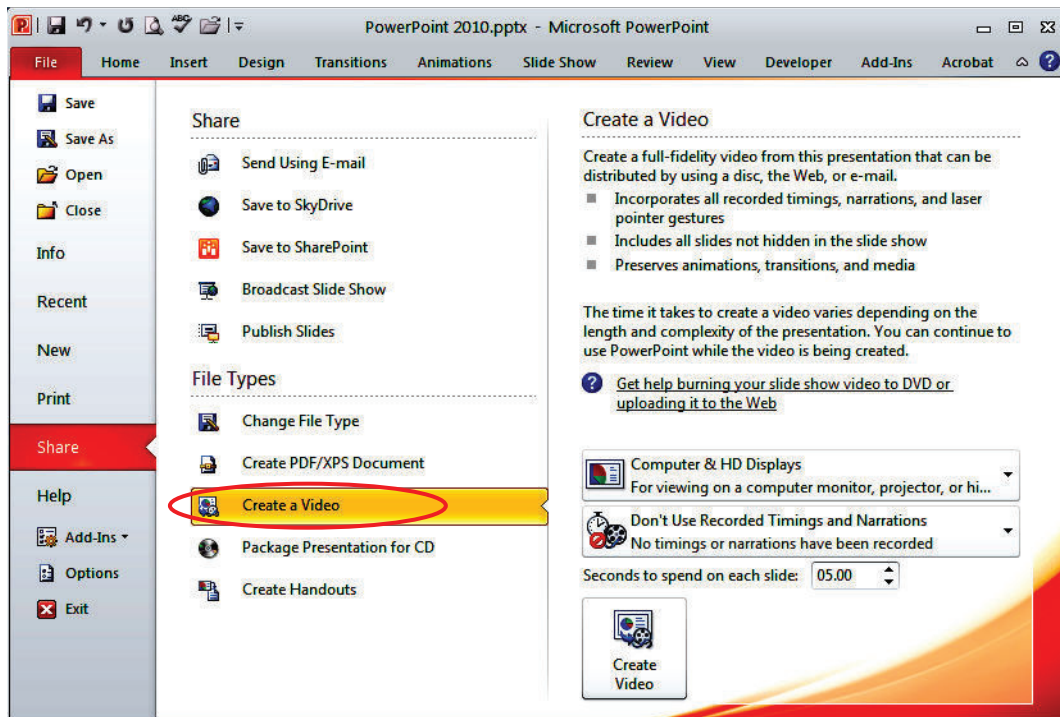 PowerPoint 2010.pptx - Microsoft PowerPoint
File Home Insert Design Transitions Animations Slide Show Review View Developer Add-Ins Acrobat
Save
Save As
Open
Close
Info
Recent
New
Print
Share
Help
Add-Ins
Options
Exit
Share
Send Using E-mail
Save to SkyDrive
Save to SharePoint
Broadcast Slide Show
Publish Slides
File Types
Change File Type
Create PDF/XPS Document
Create a Video
Package Presentation for CD
Create Handouts
Create a Video
Create a full-fidelity video from this presentation that can be
distributed by using a disc, the Web, or e-mail.
Incorporates all recorded timings, narrations, and laser
pointer gestures
Includes all slides not hidden in the slide show
Preserves animations, transitions, and media
The time it takes to create a video varies depending on the
length and complexity of the presentation. You can continue to
use PowerPoint while the video is being created.
Get help burning your slide show video to DVD or
uploading it to the Web
Computer & HD Displays
For viewing on a computer monitor, projector, or hi...
Don't Use Recorded Timings and Narrations
No timings or narrations have been recorded
Seconds to spend on each slide: 05.00
Create
Video